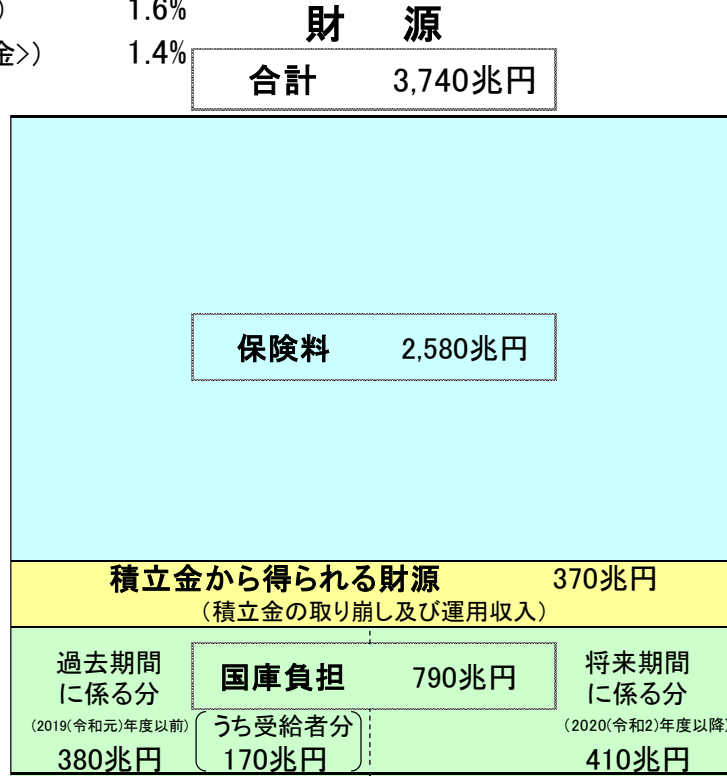 ) 1.6%
金>) 1.4%
財 源
合計 3,740兆円
保険料 2,580兆円
積立金から得られる財源 370兆円
(積立金の取り崩し及び運用収入)
過去期間
に係る分
(2019(令和元)年度以前)
380兆円
国庫負担 790兆円
うち受給者分
170兆円
将来期間
に係る分
(2020(令和2)年度以降)
410兆円